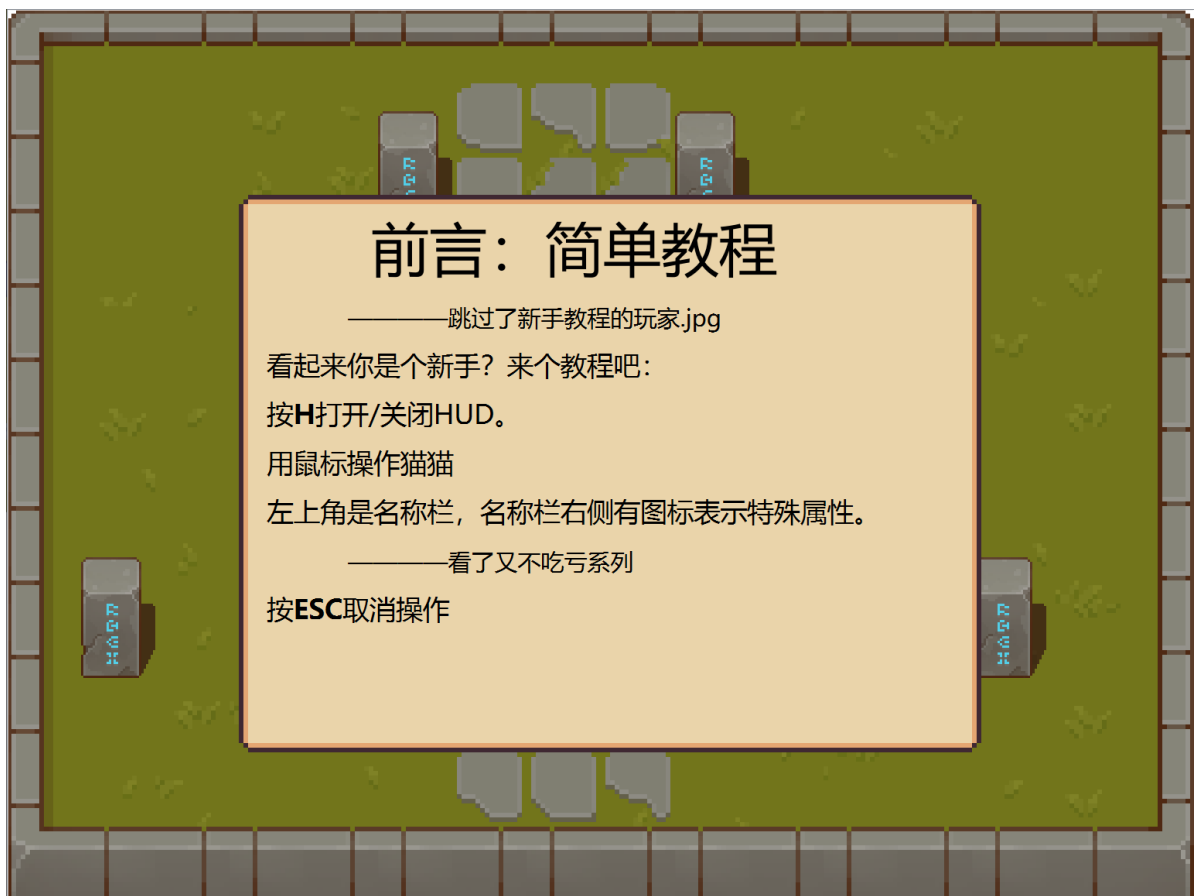 前言：简单教程
————跳过了新手教程的玩家.jpg
看起来你是个新手？来个教程吧：
按H打开/关闭HUD。
用鼠标操作猫猫
左上角是名称栏，名称栏右侧有图标表示特殊属性。
————看了又不吃亏系列
按ESC取消操作